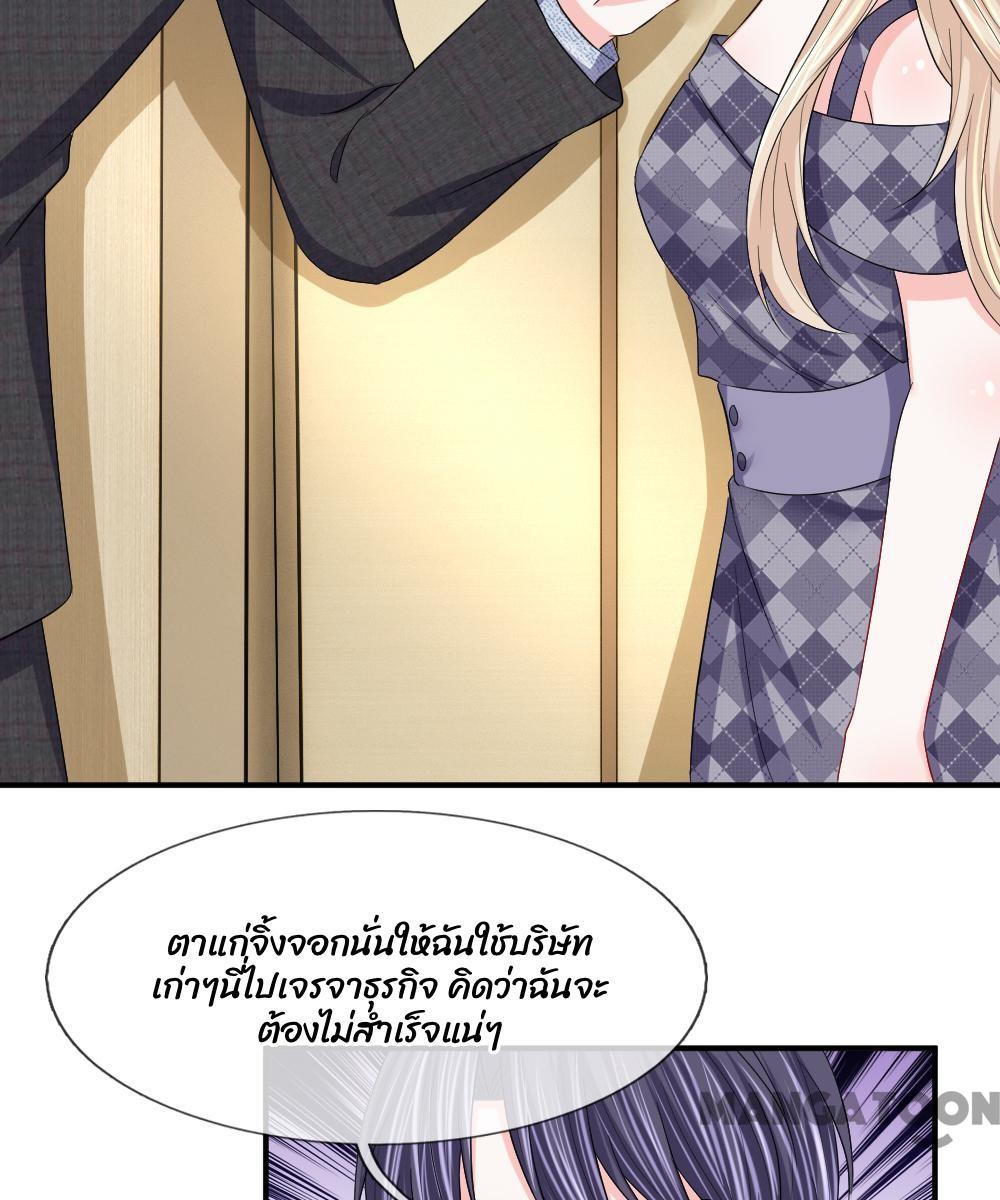 ตาแก่จิ้งจอกนั่นให้ฉันใช้บริษัท
เก่าๆนี่ไปเจรจาธุรกิจ คิดว่าฉันจะ
ต้องไม่สำเร็จแน่ๆ
MANGATOON